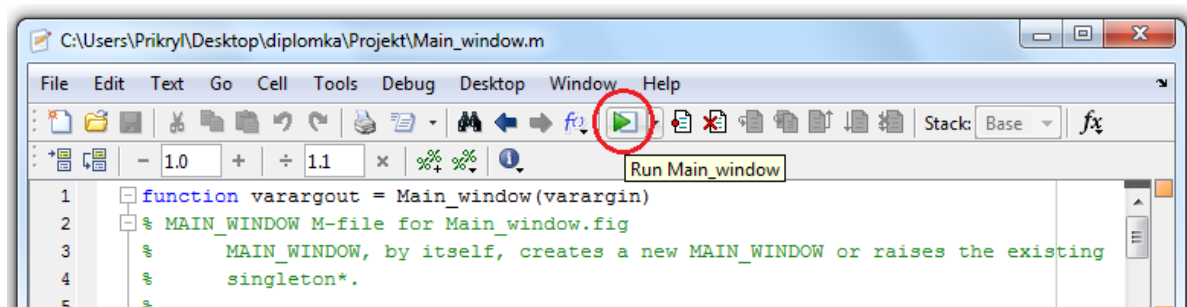 C:\Users\Prikryl\Desktop\diplomka\Projekt\Main_window.m
File Edit Text Go Cell Tools Debug Desktop Window Help
Stack: Base fx
- 1.0 + ÷ 1.1 ×
Run Main_window
1 function varargout = Main_window(varargin)
2 % MAIN_WINDOW M-file for Main_window.fig
3 % MAIN_WINDOW, by itself, creates a new MAIN_WINDOW or raises the existing
4 % singleton*.
5 %